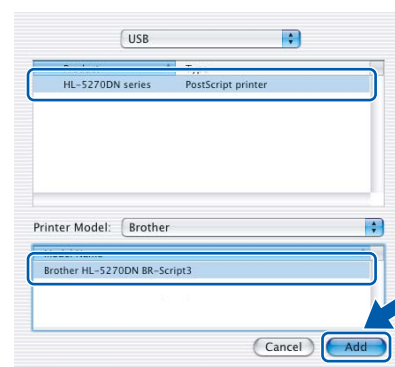 USB
HL-5270DN series PostScript printer
Printer Model: Brother
Brother HL-5270DN BR-Script3
Cancel Add